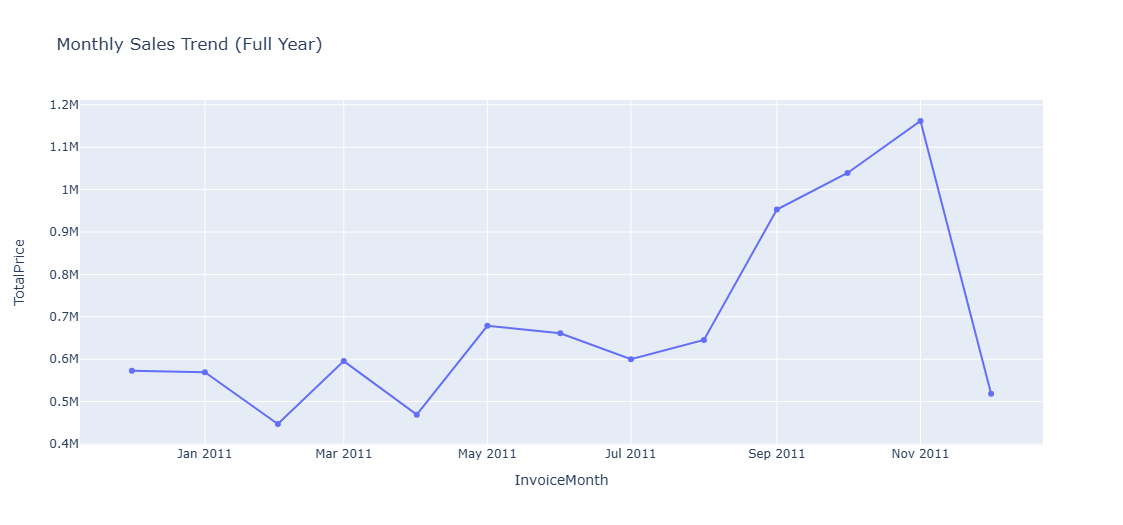 Monthly Sales Trend (Full Year)
1.2M
1.1M
1M
0.9M
0.8M
0.7M
0.6M
0.5M
0.4M
TotalPrice
Jan 2011 Mar 2011 May 2011 Jul 2011 Sep 2011 Nov 2011
InvoiceMonth